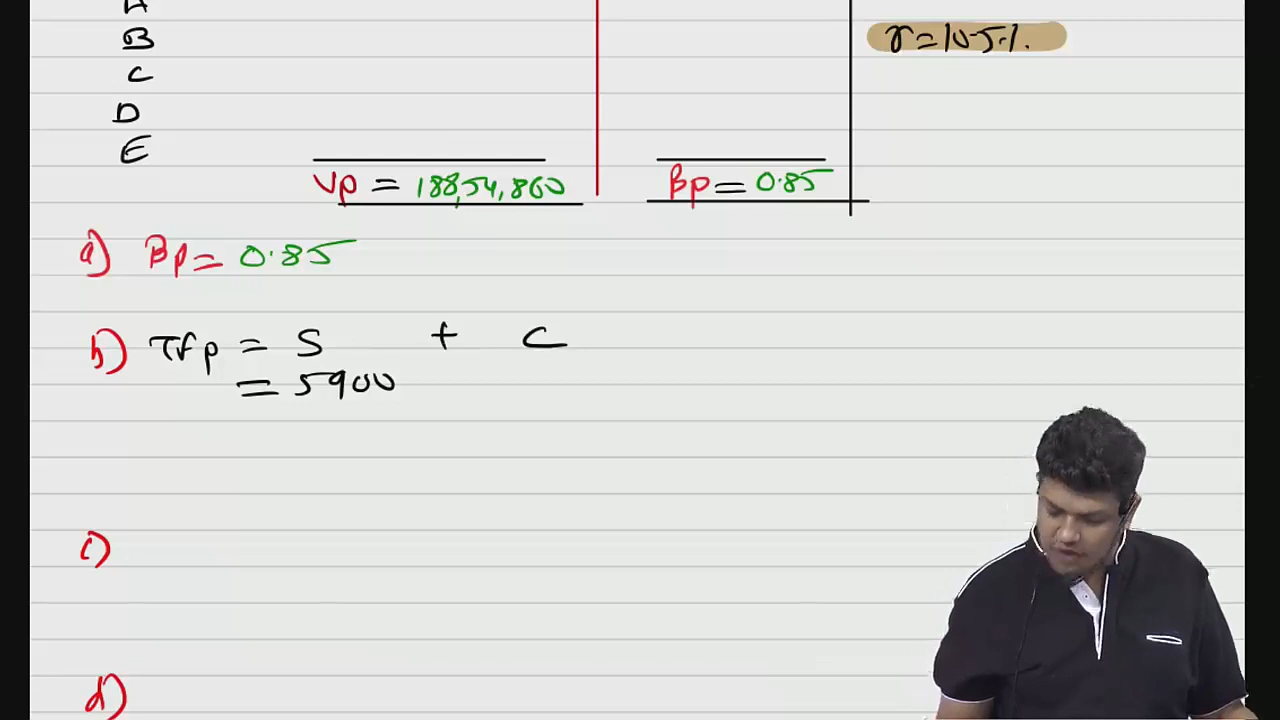 A
B
r = 10.5%.
C
D
E
Vp = 188,54,860
βp = 0.85
a) βp = 0.85
b) TFp = S + C
= 5900
c)
d)